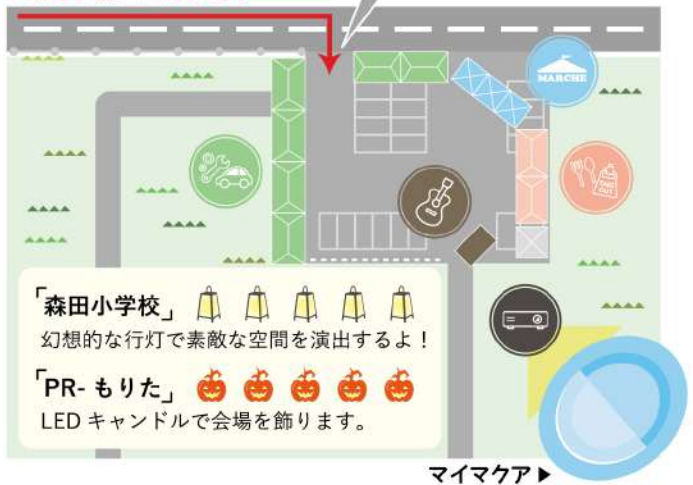 MARCHE
TAKE
OUT
「森田小学校」
幻想的な行灯で素敵な空間を演出するよ！
「PR- もりた」
LED キャンドルで会場を飾ります。
マイマクア▶